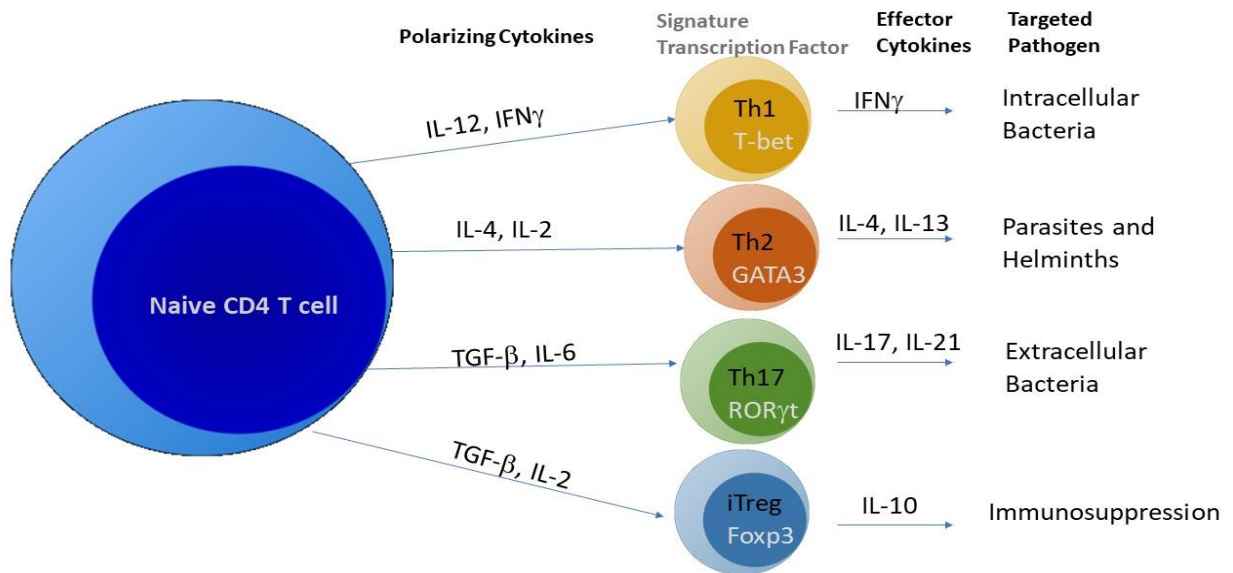 Polarizing Cytokines
Signature
Transcription Factor
Effector
Cytokines
Targeted
Pathogen
Naive CD4 T cell
IL-12, IFNγ
Th1
T-bet
IFNγ
Intracellular
Bacteria
IL-4, IL-2
Th2
GATA3
IL-4, IL-13
Parasites and
Helminths
TGF-β, IL-6
Th17
RORγt
IL-17, IL-21
Extracellular
Bacteria
TGF-β, IL-2
iTreg
Foxp3
IL-10
Immunosuppression